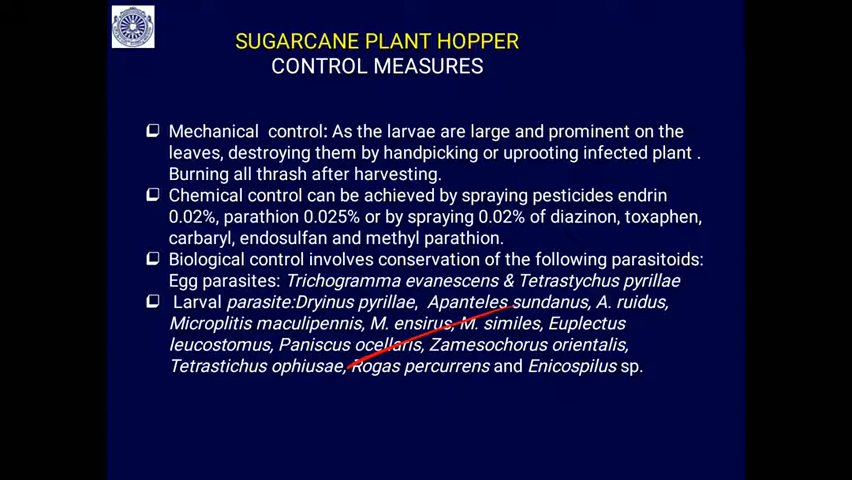 SUGARCANE PLANT HOPPER
CONTROL MEASURES
Mechanical control: As the larvae are large and prominent on the
leaves, destroying them by handpicking or uprooting infected plant .
Burning all thrash after harvesting.
Chemical control can be achieved by spraying pesticides endrin
0.02%, parathion 0.025% or by spraying 0.02% of diazinon, toxaphen,
carbaryl, endosulfan and methyl parathion.
Biological control involves conservation of the following parasitoids:
Egg parasites: Trichogramma evanescens & Tetrastychus pyrillae
Larval parasite:Dryinus pyrillae, Apanteles sundanus, A. ruidus,
Microplitis maculipennis, M. ensirus, M. similes, Euplectus
leucostomus, Paniscus ocellaris, Zamesochorus orientalis,
Tetrastichus ophiusae, Rogas percurrens and Enicospilus sp.